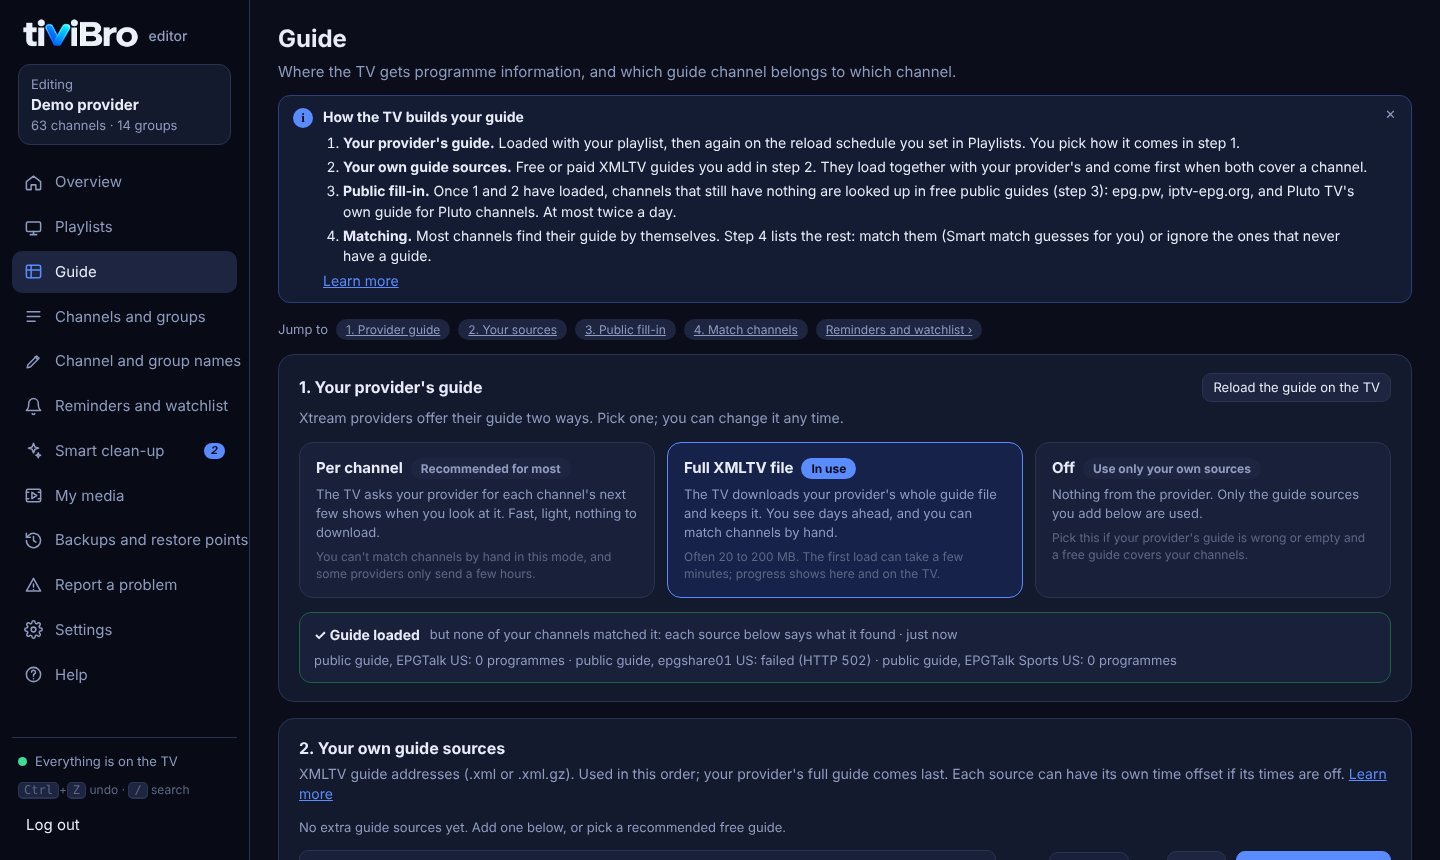 tiviBro editor
Editing
Demo provider
63 channels · 14 groups
Overview
Playlists
Guide
Channels and groups
Channel and group names
Reminders and watchlist
Smart clean-up 2
My media
Backups and restore points
Report a problem
Settings
Help
Everything is on the TV
Ctrl+Z undo · / search
Log out
Guide
Where the TV gets programme information, and which guide channel belongs to which channel.
i How the TV builds your guide ×
1. Your provider's guide. Loaded with your playlist, then again on the reload schedule you set in Playlists. You pick how it comes in step 1.
2. Your own guide sources. Free or paid XMLTV guides you add in step 2. They load together with your provider's and come first when both cover a channel.
3. Public fill-in. Once 1 and 2 have loaded, channels that still have nothing are looked up in free public guides (step 3): epg.pw, iptv-epg.org, and Pluto TV's
own guide for Pluto channels. At most twice a day.
4. Matching. Most channels find their guide by themselves. Step 4 lists the rest: match them (Smart match guesses for you) or ignore the ones that never
have a guide.
Learn more
Jump to 1. Provider guide 2. Your sources 3. Public fill-in 4. Match channels Reminders and watchlist ›
1. Your provider's guide
Reload the guide on the TV
Xtream providers offer their guide two ways. Pick one; you can change it any time.
Per channel Recommended for most
The TV asks your provider for each channel's next
few shows when you look at it. Fast, light, nothing to
download.
You can't match channels by hand in this mode, and
some providers only send a few hours.
Full XMLTV file In use
The TV downloads your provider's whole guide file
and keeps it. You see days ahead, and you can
match channels by hand.
Often 20 to 200 MB. The first load can take a few
minutes; progress shows here and on the TV.
Off Use only your own sources
Nothing from the provider. Only the guide sources
you add below are used.
Pick this if your provider's guide is wrong or empty and
a free guide covers your channels.
✓ Guide loaded but none of your channels matched it: each source below says what it found · just now
public guide, EPGTalk US: 0 programmes · public guide, epgshare01 US: failed (HTTP 502) · public guide, EPGTalk Sports US: 0 programmes
2. Your own guide sources
XMLTV guide addresses (.xml or .xml.gz). Used in this order; your provider's full guide comes last. Each source can have its own time offset if its times are off. Learn
more
No extra guide sources yet. Add one below, or pick a recommended free guide.